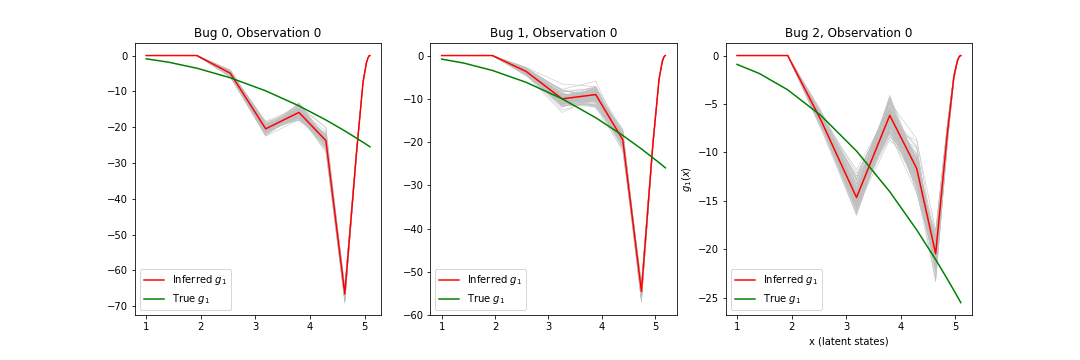 Bug 0, Observation 0
0
−10
−20
−30
−40
−50
−60
−70
1 2 3 4 5
Inferred g₁
True g₁
Bug 1, Observation 0
0
−10
−20
−30
−40
−50
−60
1 2 3 4 5
Inferred g₁
True g₁
Bug 2, Observation 0
g₁(x)
0
−5
−10
−15
−20
−25
1 2 3 4 5
x (latent states)
Inferred g₁
True g₁